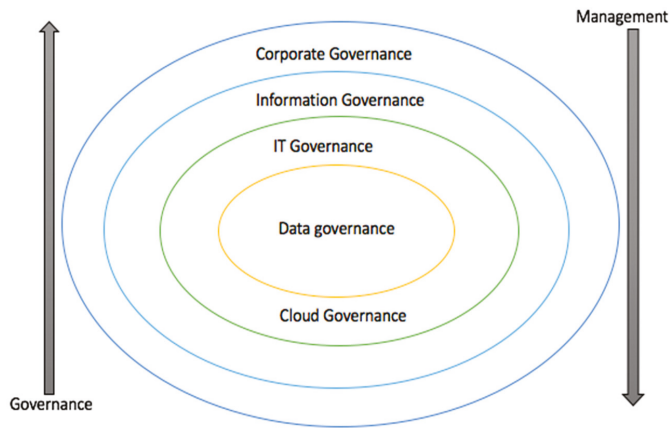 Management
Corporate Governance
Information Governance
IT Governance
Data governance
Cloud Governance
Governance